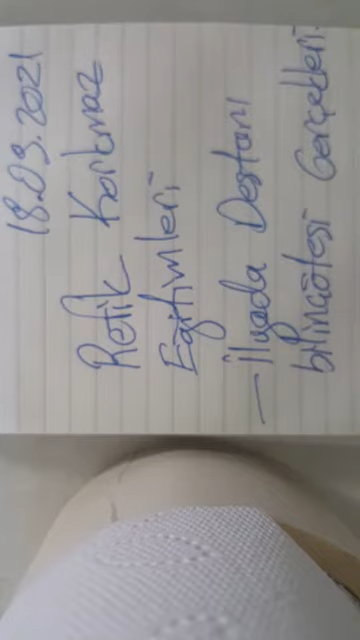 18.03.2021
Refik Korkmaz
Eğitimleri
— İlyada Destanı
bilinçötesi Gerçekleri